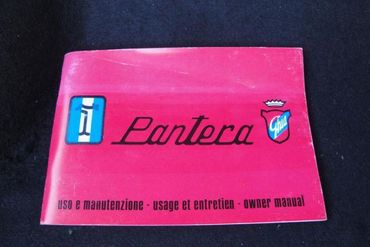 Pantera
Ghia
uso e manutenzione - usage et entretien - owner manual